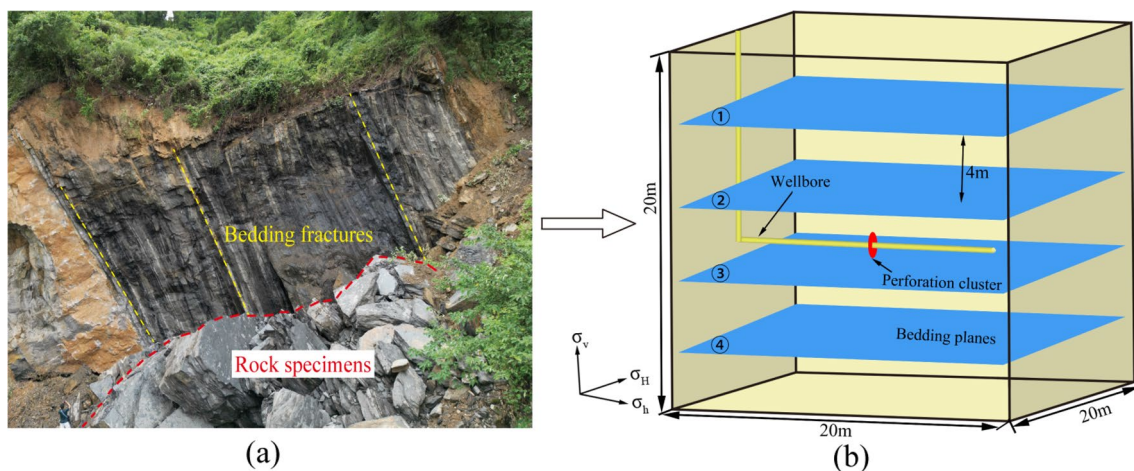 Bedding fractures
Rock specimens
(a)
①
②
③
④
4m
Wellbore
Perforation cluster
Bedding planes
20m
20m
20m
σv
σH
σh
(b)